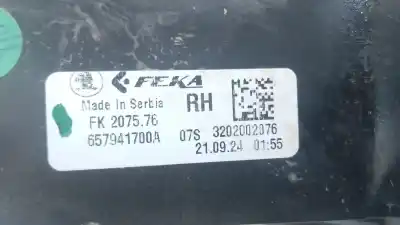 FEKA
Made In Serbia RH
FK 2075.76
657941700A 07S 3202002076
21.09.24 01:55